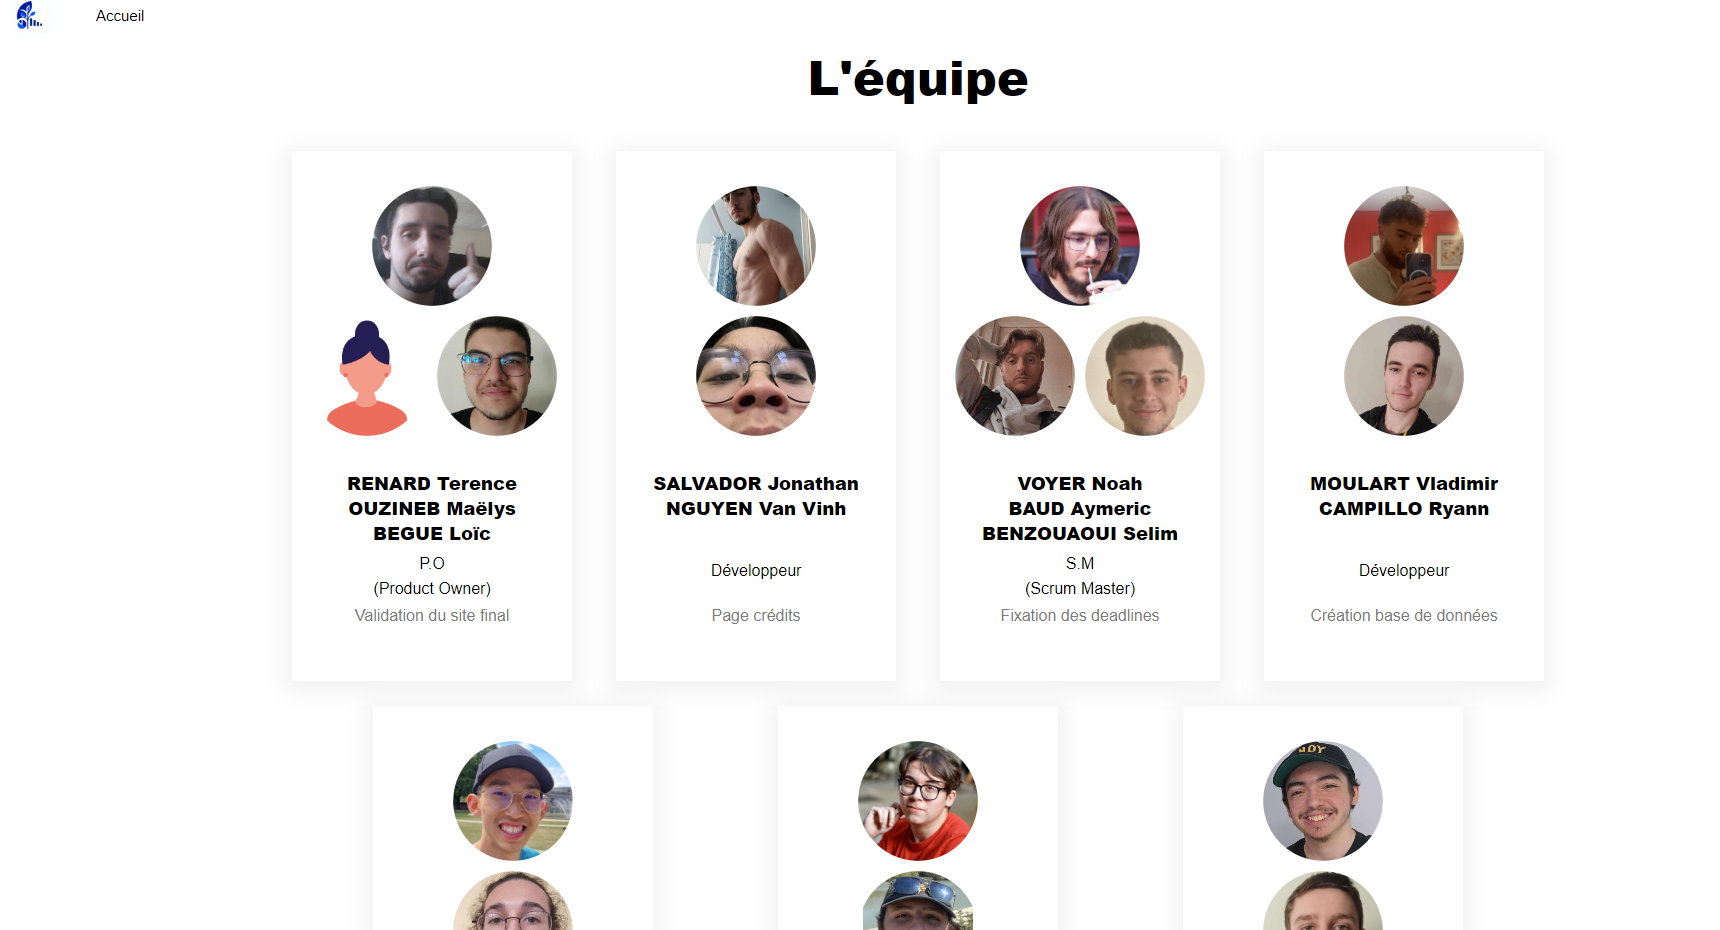 Accueil
L'équipe
RENARD Terence
OUZINEB Maëlys
BEGUE Loïc
P.O
(Product Owner)
Validation du site final
SALVADOR Jonathan
NGUYEN Van Vinh
Développeur
Page crédits
VOYER Noah
BAUD Aymeric
BENZOUAOUI Selim
S.M
(Scrum Master)
Fixation des deadlines
MOULART Vladimir
CAMPILLO Ryann
Développeur
Création base de données